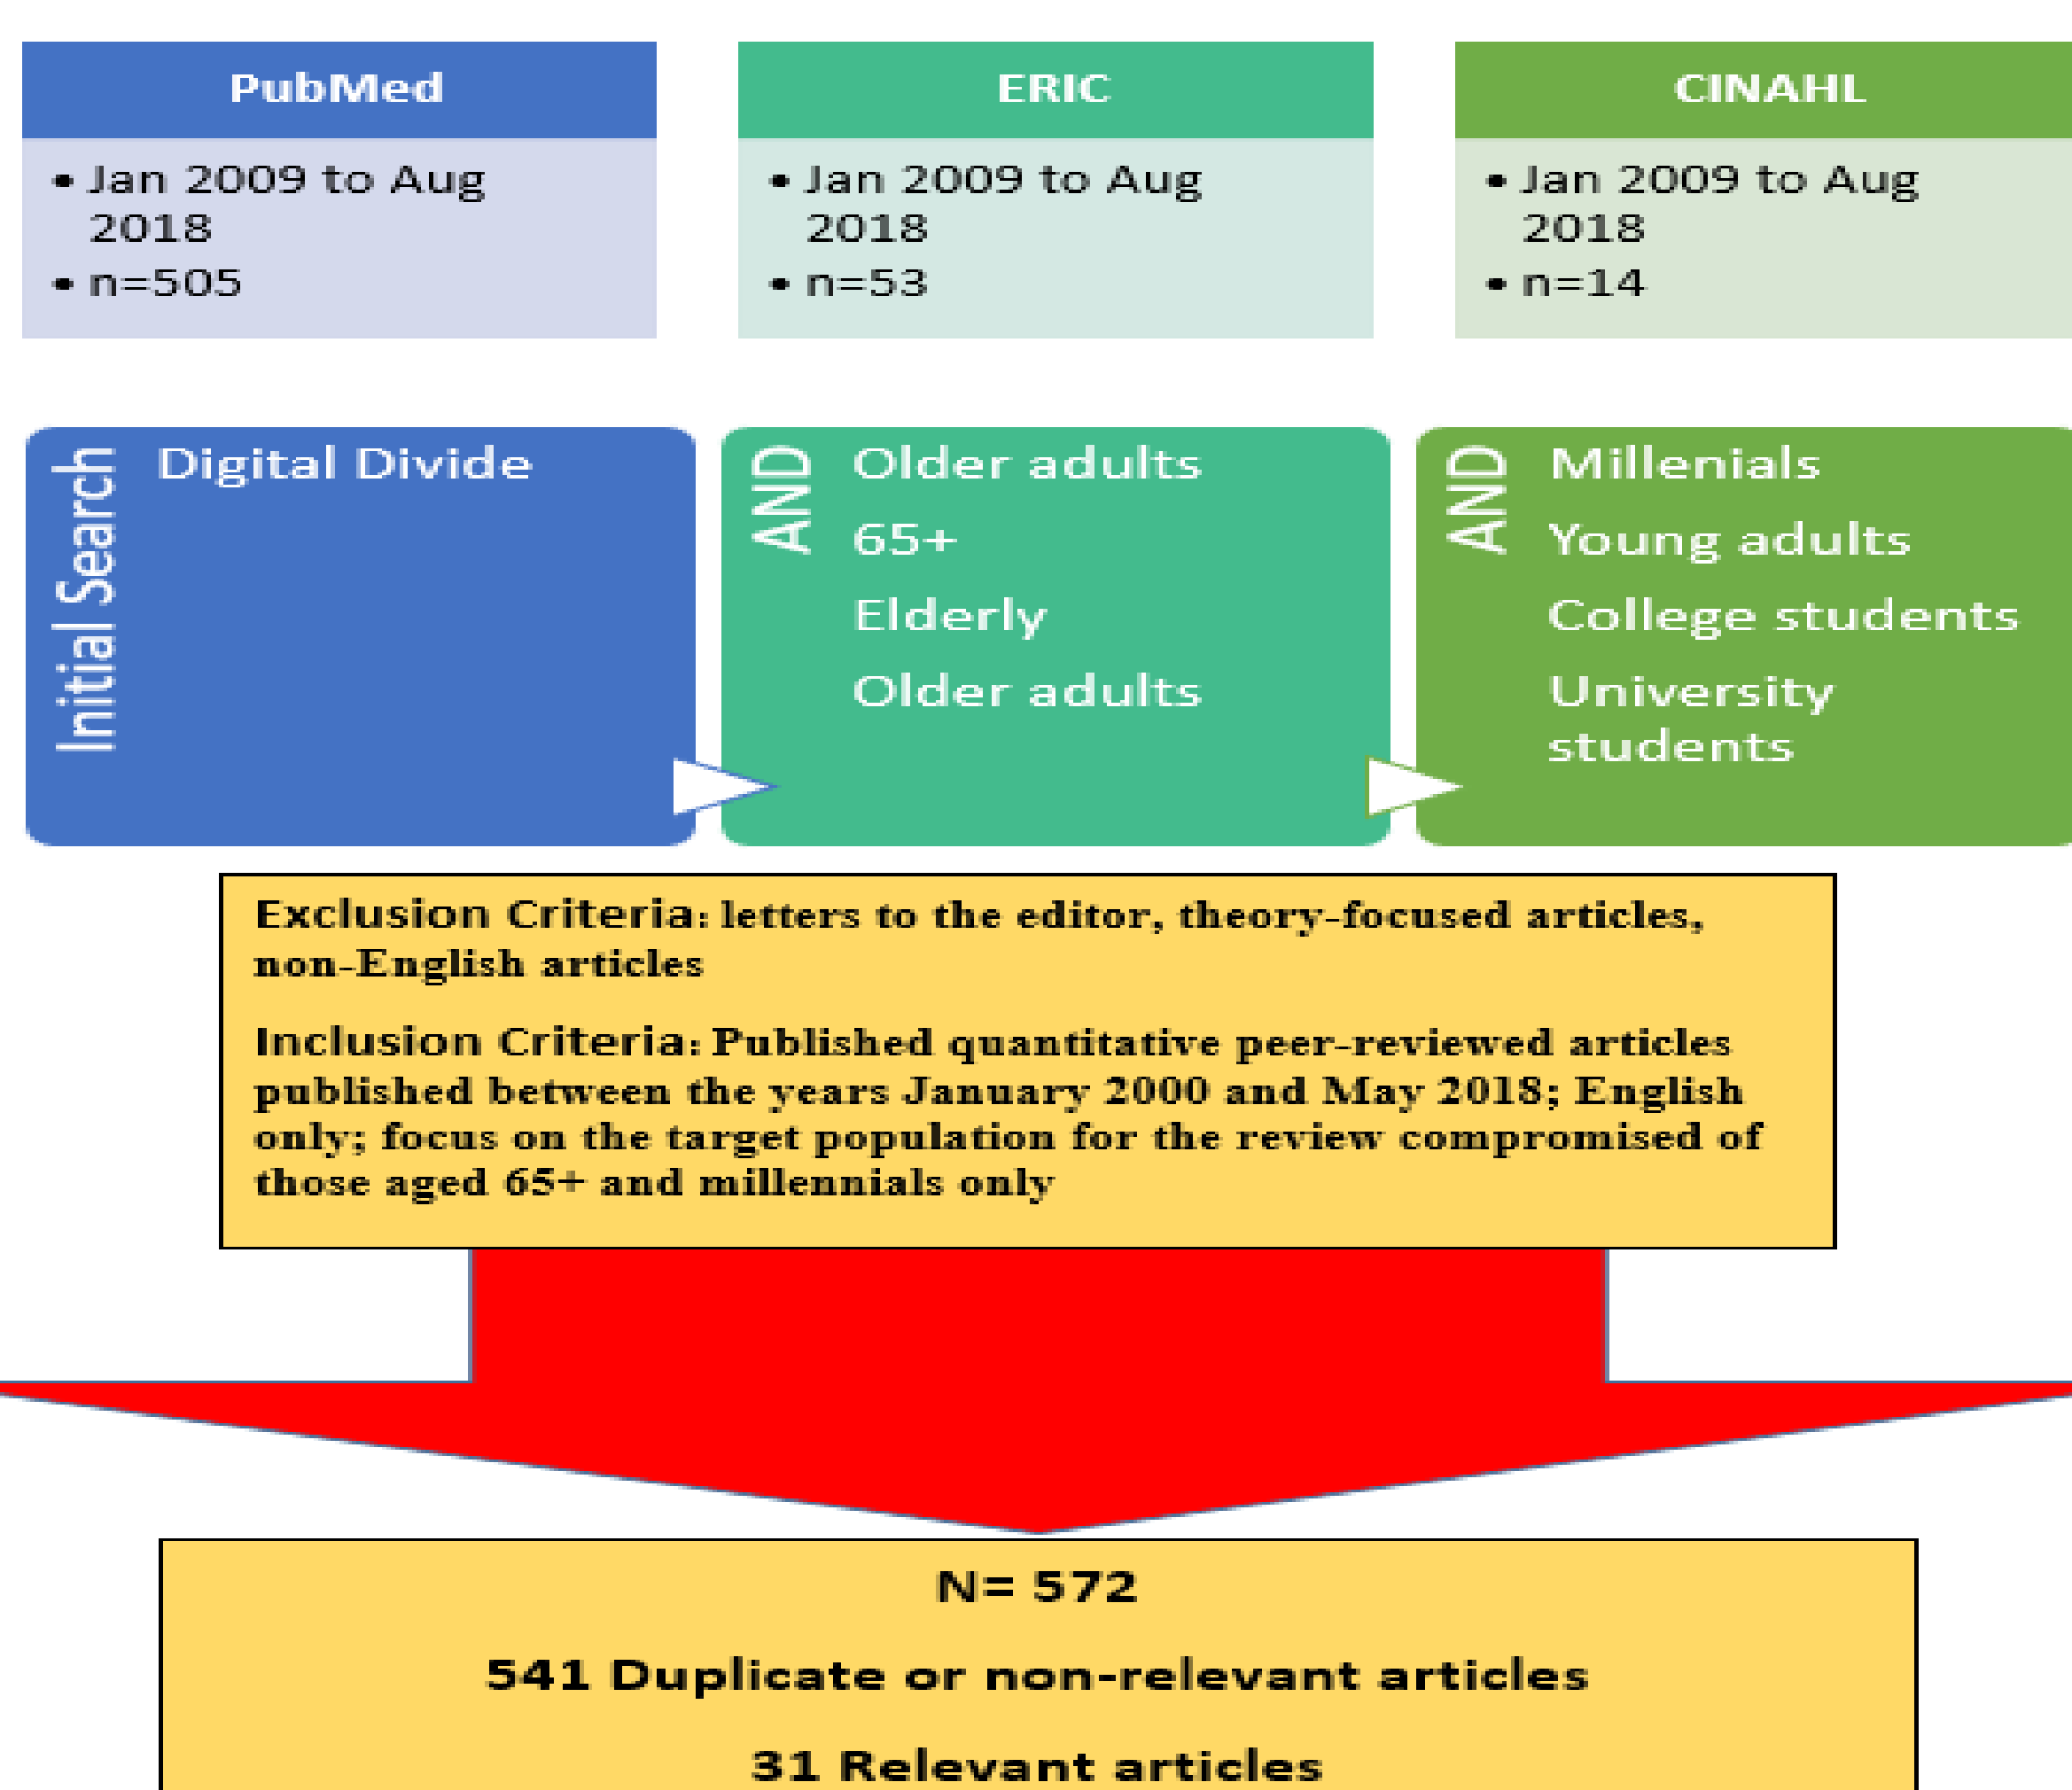 PubMed
• Jan 2009 to Aug
2018
• n=505
ERIC
• Jan 2009 to Aug
2018
• n=53
CINAHL
• Jan 2009 to Aug
2018
• n=14
Initial Search
Digital Divide
AND
Older adults
65+
Elderly
Older adults
AND
Millenials
Young adults
College students
University
students
Exclusion Criteria: letters to the editor, theory-focused articles,
non-English articles
Inclusion Criteria: Published quantitative peer-reviewed articles
published between the years January 2000 and May 2018; English
only; focus on the target population for the review compromised of
those aged 65+ and millennials only
N= 572
541 Duplicate or non-relevant articles
31 Relevant articles